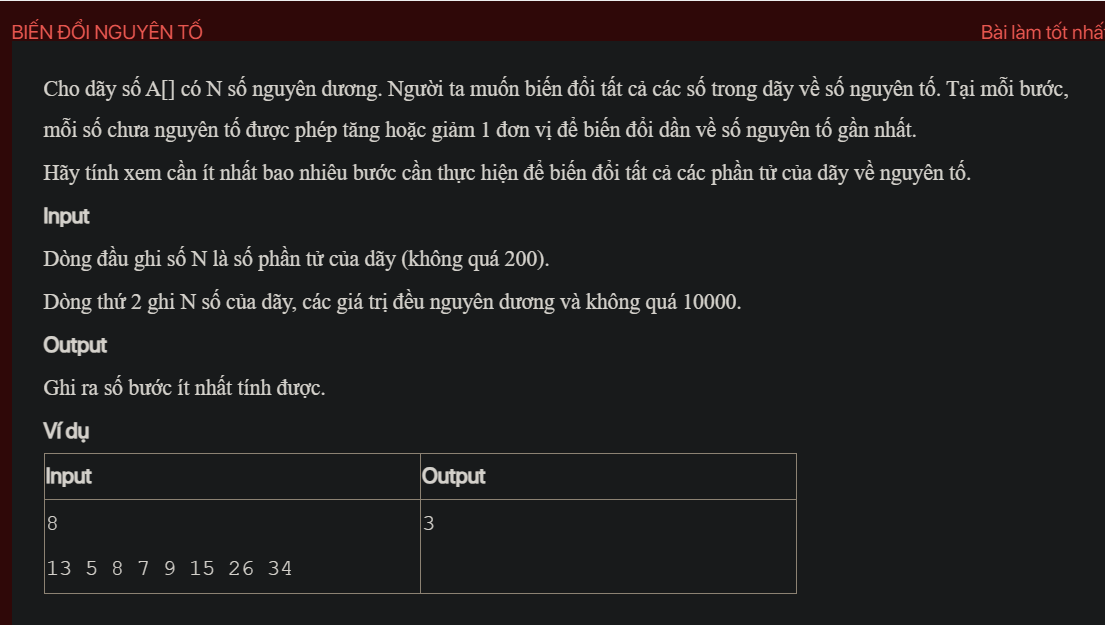 BIẾN ĐỔI NGUYÊN TỐ
Bài làm tốt nhấ
Cho dãy số A[] có N số nguyên dương. Người ta muốn biến đổi tất cả các số trong dãy về số nguyên tố. Tại mỗi bước,
mỗi số chưa nguyên tố được phép tăng hoặc giảm 1 đơn vị để biến đổi dần về số nguyên tố gần nhất.
Hãy tính xem cần ít nhất bao nhiêu bước cần thực hiện để biến đổi tất cả các phần tử của dãy về nguyên tố.
Input
Dòng đầu ghi số N là số phần tử của dãy (không quá 200).
Dòng thứ 2 ghi N số của dãy, các giá trị đều nguyên dương và không quá 10000.
Output
Ghi ra số bước ít nhất tính được.
Ví dụ
Input Output
8 3
13 5 8 7 9 15 26 34